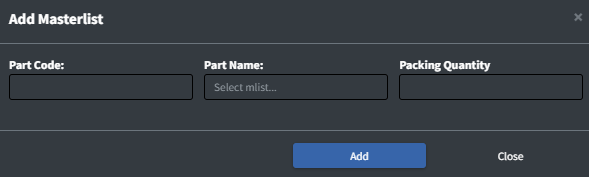 Add Masterlist ×
Part Code: Part Name: Packing Quantity
Select mlist...
Add Close